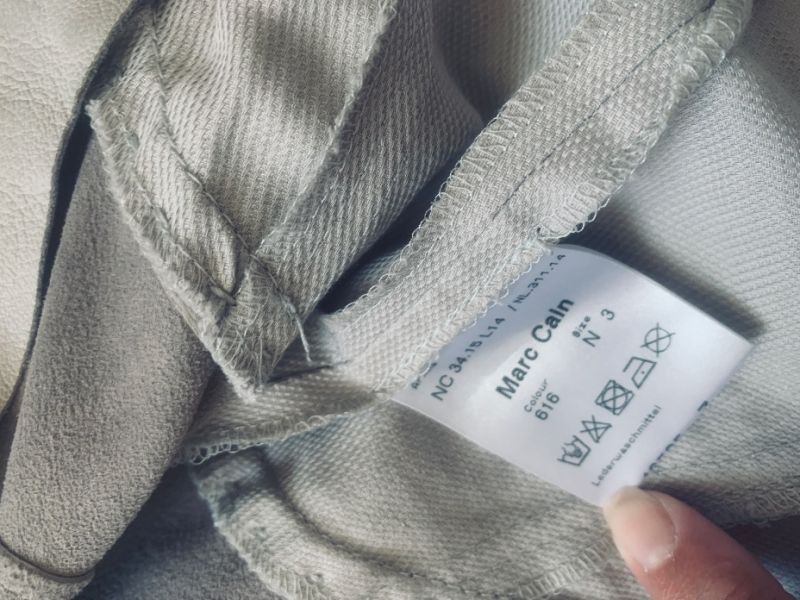 NC 34.15 L14 / NL.311.14
Marc Cain
Colour Size
616 N 3
Lederwaschmittel